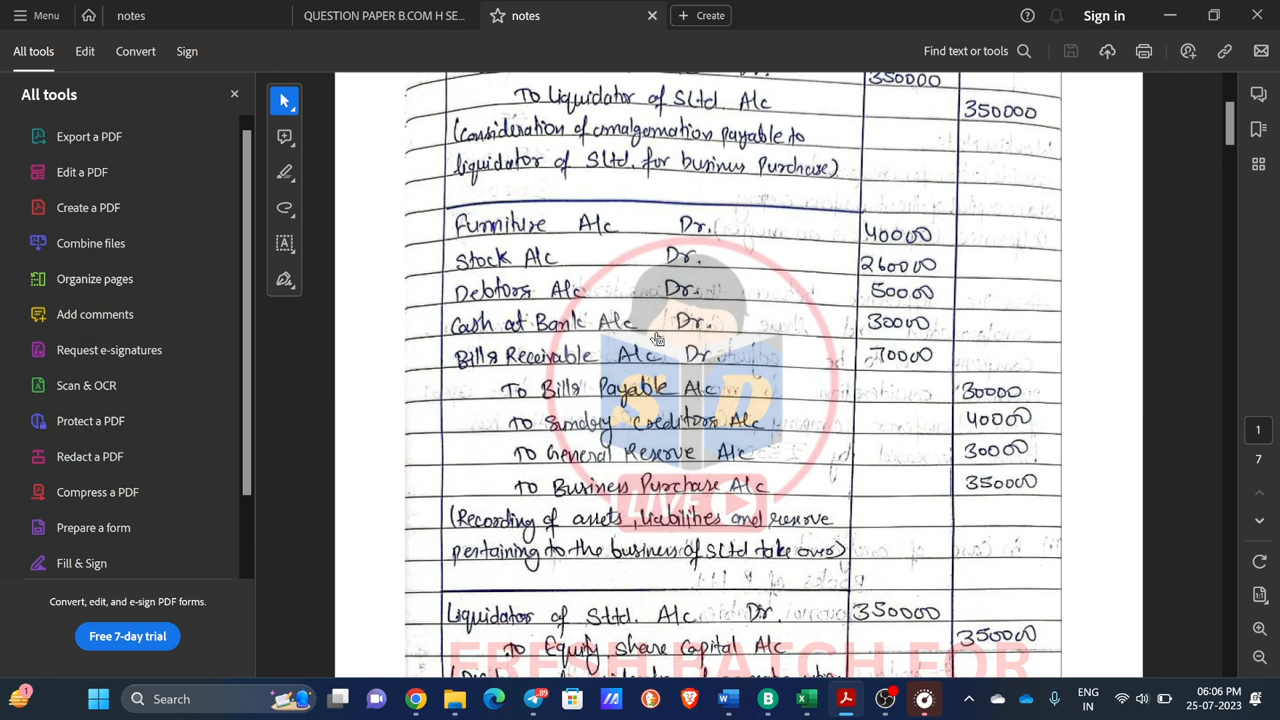 Menu
notes
QUESTION PAPER B.COM H SE...
notes
Create
Sign in
All tools
Edit
Convert
Sign
Find text or tools
All tools
Export a PDF
Edit a PDF
Create a PDF
Combine files
Organize pages
Add comments
Request e-signatures
Scan & OCR
Protect a PDF
Redact a PDF
Compress a PDF
Prepare a form
Fill & Sign
Convert, edit, and e-sign PDF forms.
Free 7-day trial
350000
To Liquidator of S Ltd A/c 350000
(Consideration of amalgamation payable to
liquidator of S Ltd. for business Purchase)
Furniture A/c Dr. 40000
Stock A/c Dr. 260000
Debtors A/c Dr. 50000
Cash at Bank A/c Dr. 30000
Bills Receivable A/c Dr. 70000
To Bills Payable A/c 30000
To Sundry Creditors A/c 40000
To General Reserve A/c 30000
To Business Purchase A/c 350000
(Recording of assets, liabilities and reserve
pertaining to the business of S Ltd take over)
Liquidator of S Ltd. A/c Dr. 350000
To Equity share Capital A/c 350000
SD
LIVE
FRESH BATCH FOR
1
7
1
Search
89
ENG
IN
06:06 PM
25-07-2023